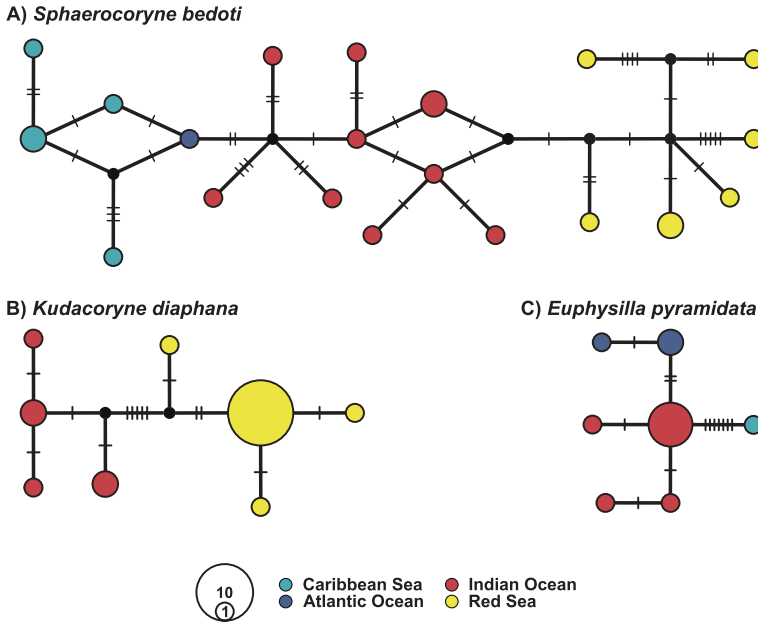 A) Sphaerocoryne bedoti
B) Kudacoryne diaphana
C) Euphysilla pyramidata
10
1
Caribbean Sea
Indian Ocean
Atlantic Ocean
Red Sea